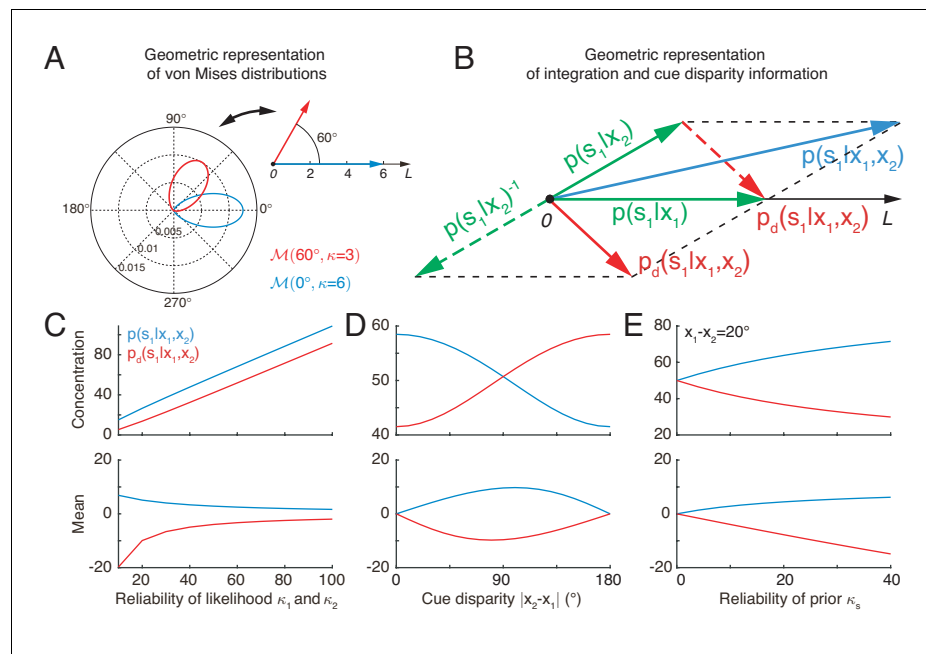 A
Geometric representation
of von Mises distributions
90°
180°
0°
270°
0.005
0.01
0.015
60°
0 2 4 6 L
M(60°, κ=3)
M(0°, κ=6)
B
Geometric representation
of integration and cue disparity information
p(s₁|x₂)
p(s₁|x₁,x₂)
p(s₁|x₂)⁻¹
0
p(s₁|x₁)
p_d(s₁|x₁,x₂)
L
p_d(s₁|x₁,x₂)
C
p(s₁|x₁,x₂)
p_d(s₁|x₁,x₂)
Concentration
80
40
0
Mean
20
0
-20
20 40 60 80 100
Reliability of likelihood κ₁ and κ₂
D
60
50
40
20
0
-20
0 90 180
Cue disparity |x₂-x₁| (°)
E
x₁-x₂=20°
80
60
40
20
20
0
-20
0 20 40
Reliability of prior κₛ